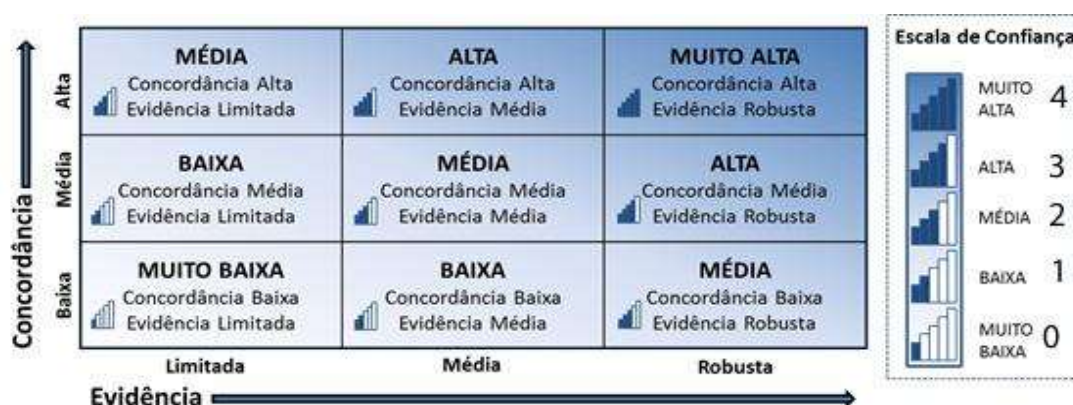 MÉDIA
Concordância Alta
Evidência Limitada
ALTA
Concordância Alta
Evidência Média
MUITO ALTA
Concordância Alta
Evidência Robusta
BAIXA
Concordância Média
Evidência Limitada
MÉDIA
Concordância Média
Evidência Média
ALTA
Concordância Média
Evidência Robusta
MUITO BAIXA
Concordância Baixa
Evidência Limitada
BAIXA
Concordância Baixa
Evidência Média
MÉDIA
Concordância Baixa
Evidência Robusta
Concordância
Alta
Média
Baixa
Limitada
Média
Robusta
Evidência
Escala de Confiança
MUITO
ALTA 4
ALTA 3
MÉDIA 2
BAIXA 1
MUITO
BAIXA 0